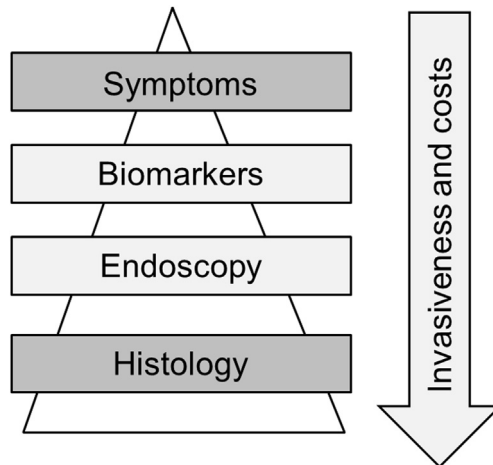 Symptoms
Biomarkers
Endoscopy
Histology
Invasiveness and costs